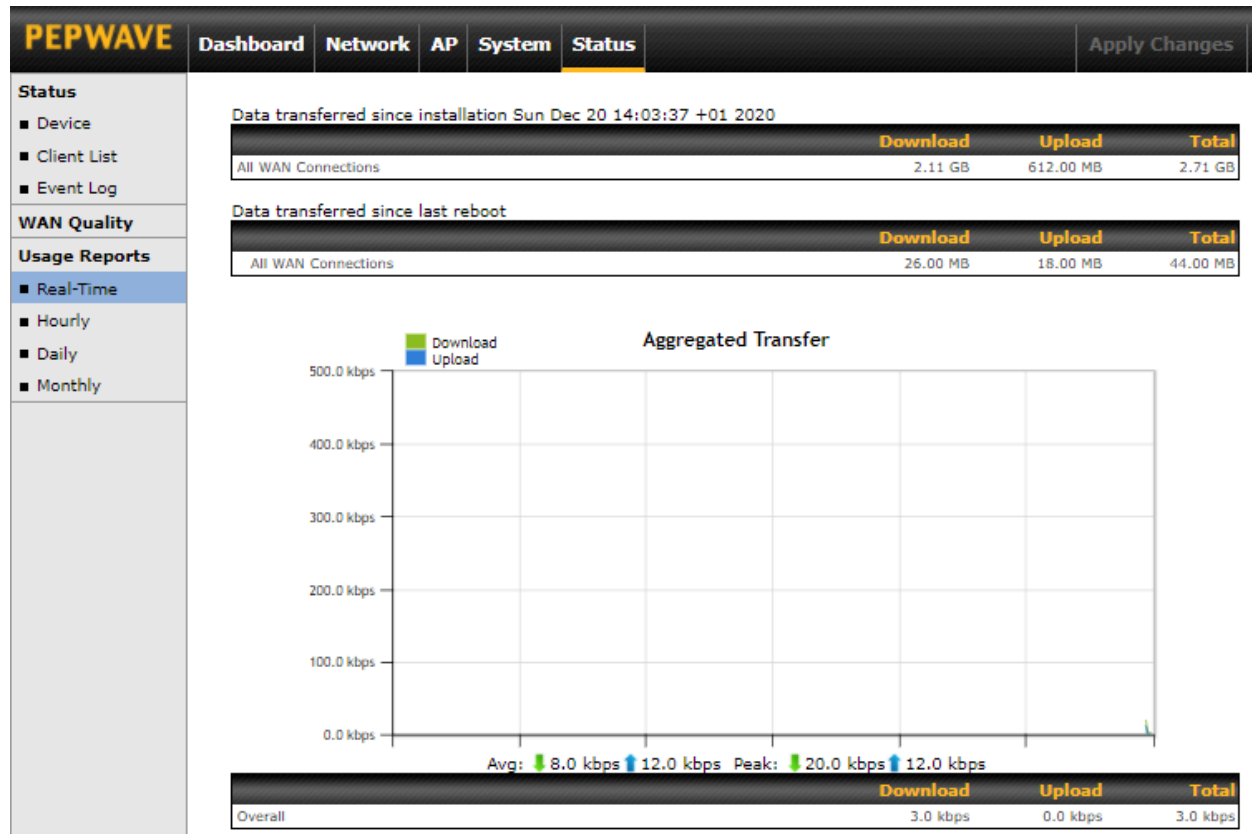 PEPWAVE Dashboard Network AP System Status Apply Changes
Status
Device
Client List
Event Log
WAN Quality
Usage Reports
Real-Time
Hourly
Daily
Monthly
Data transferred since installation Sun Dec 20 14:03:37 +01 2020
Download Upload Total
All WAN Connections 2.11 GB 612.00 MB 2.71 GB
Data transferred since last reboot
Download Upload Total
All WAN Connections 26.00 MB 18.00 MB 44.00 MB
Aggregated Transfer
Download
Upload
500.0 kbps
400.0 kbps
300.0 kbps
200.0 kbps
100.0 kbps
0.0 kbps
Avg: 8.0 kbps 12.0 kbps Peak: 20.0 kbps 12.0 kbps
Download Upload Total
Overall 3.0 kbps 0.0 kbps 3.0 kbps